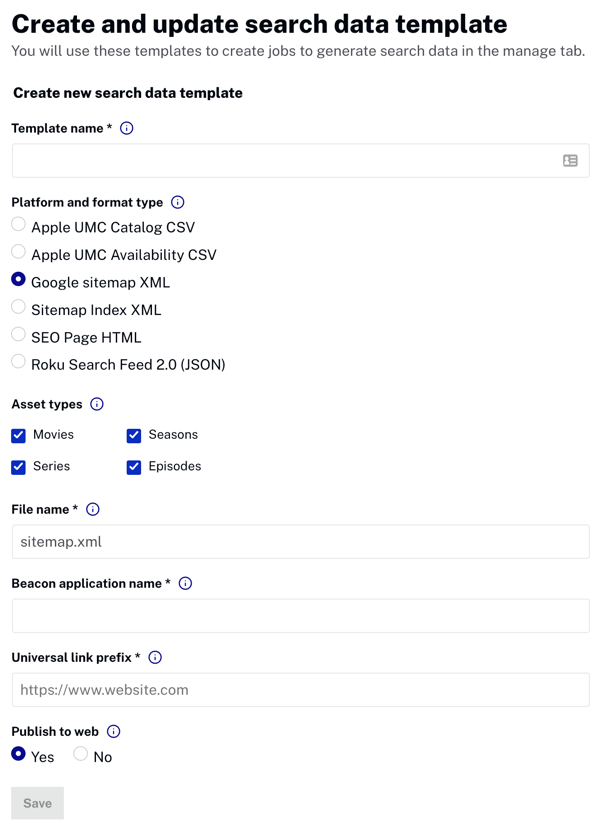 Create and update search data template
You will use these templates to create jobs to generate search data in the manage tab.
Create new search data template
Template name *
Platform and format type
Apple UMC Catalog CSV
Apple UMC Availability CSV
Google sitemap XML
Sitemap Index XML
SEO Page HTML
Roku Search Feed 2.0 (JSON)
Asset types
Movies Seasons
Series Episodes
File name *
sitemap.xml
Beacon application name *
Universal link prefix *
https://www.website.com
Publish to web
Yes No
Save